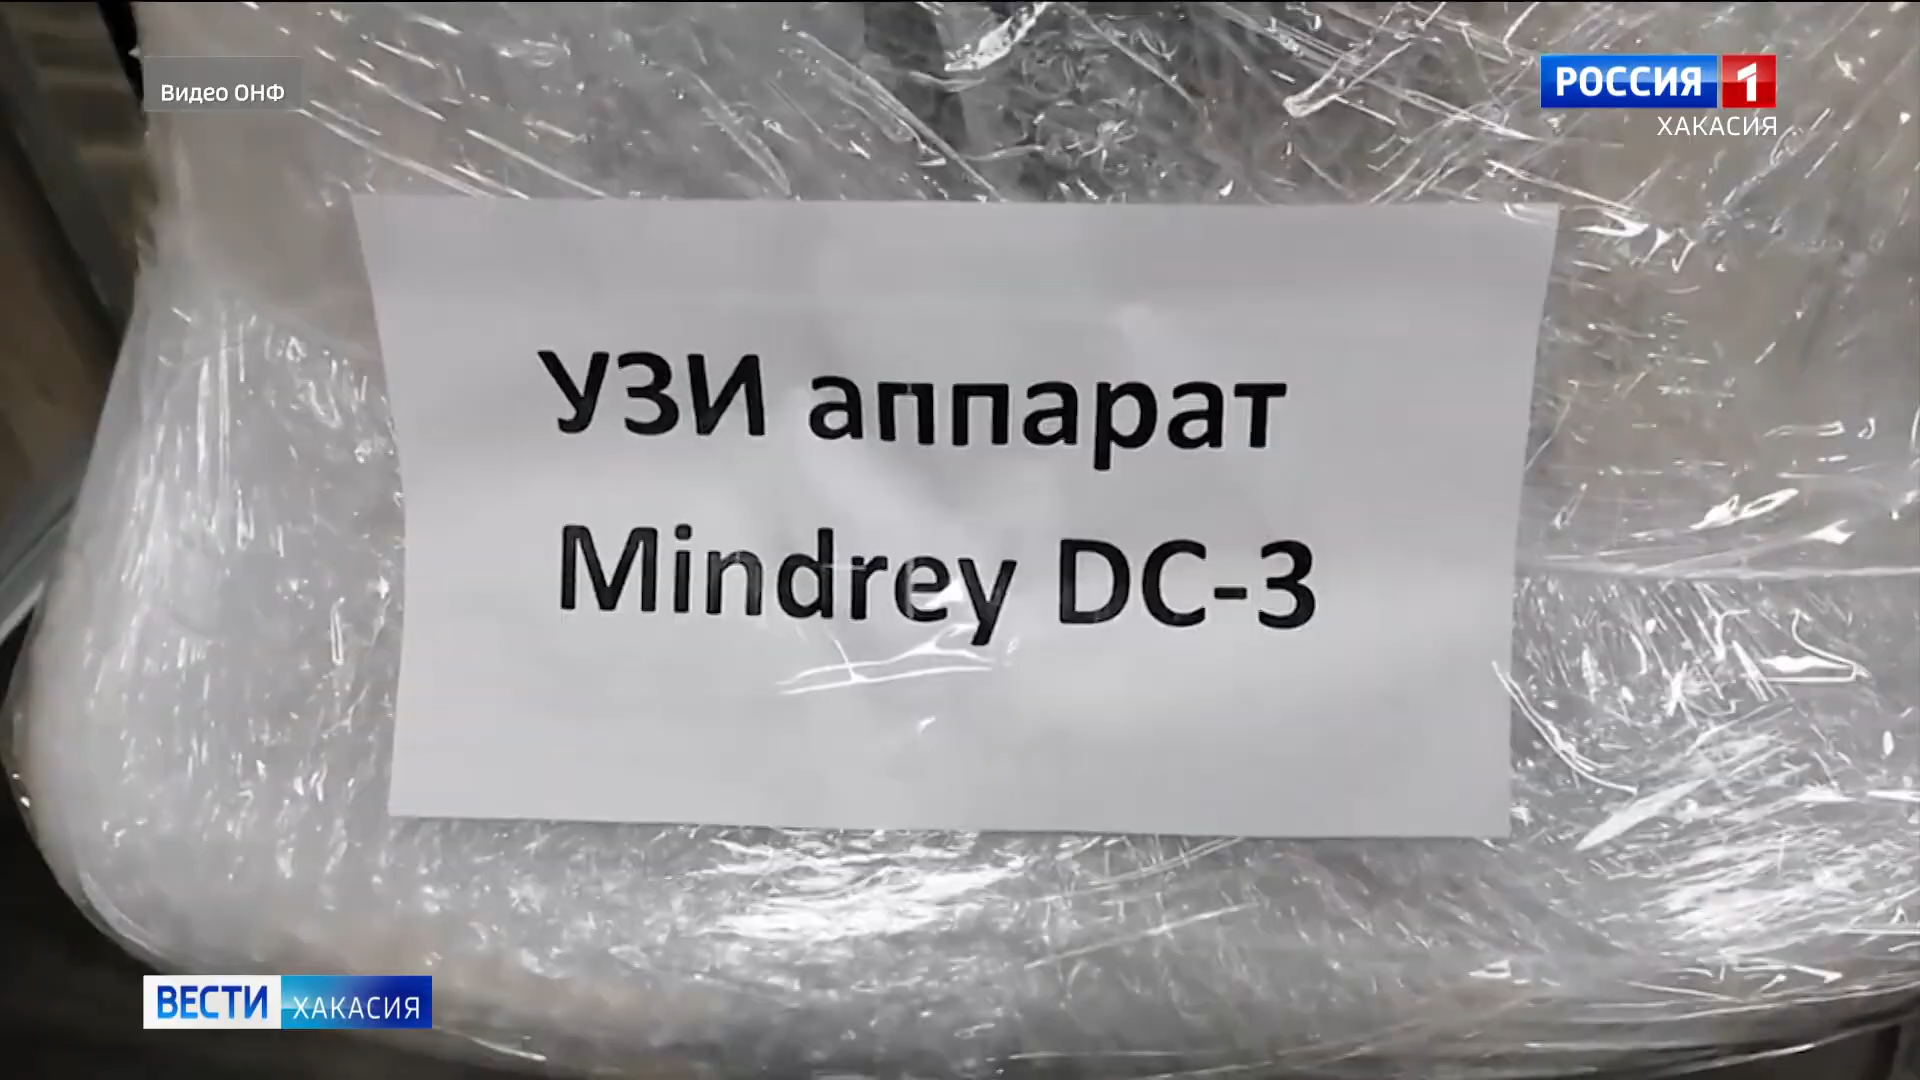 Видео ОНФ
РОССИЯ 1
ХАКАСИЯ
УЗИ аппарат
Mindrey DC-3
ВЕСТИ ХАКАСИЯ